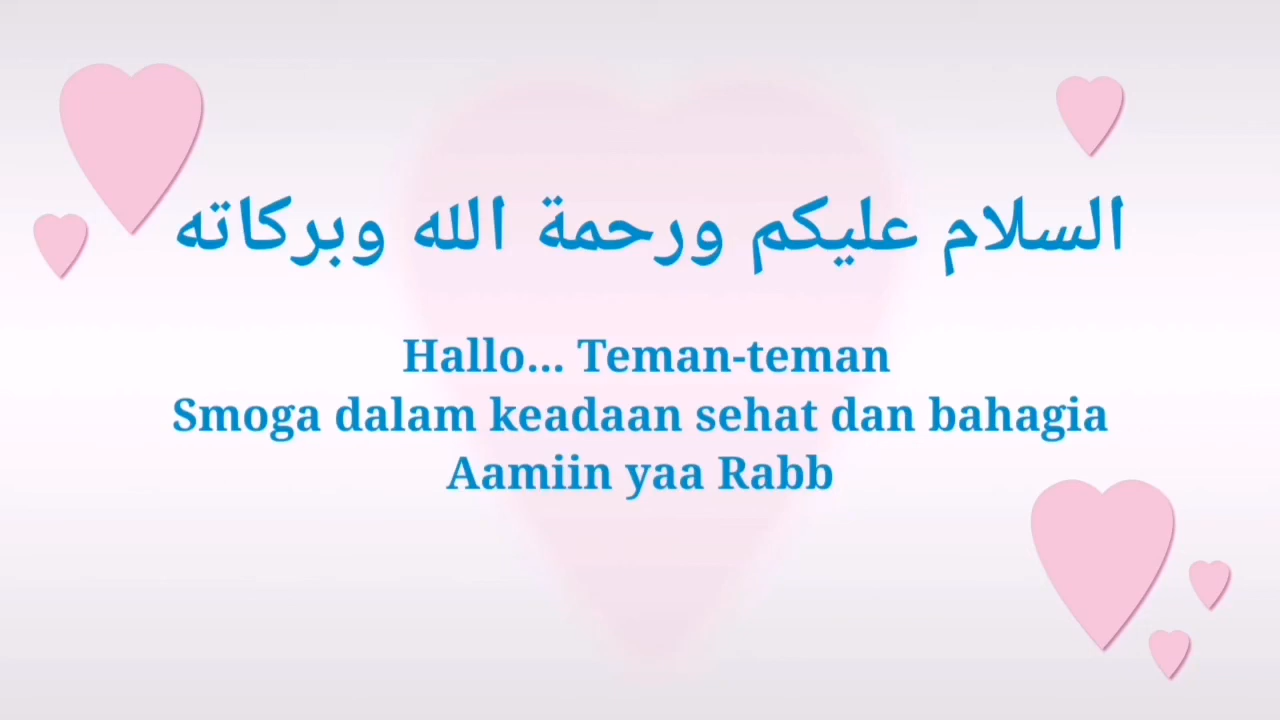 السلام عليكم ورحمة الله وبركاته
Hallo... Teman-teman
Smoga dalam keadaan sehat dan bahagia
Aamiin yaa Rabb